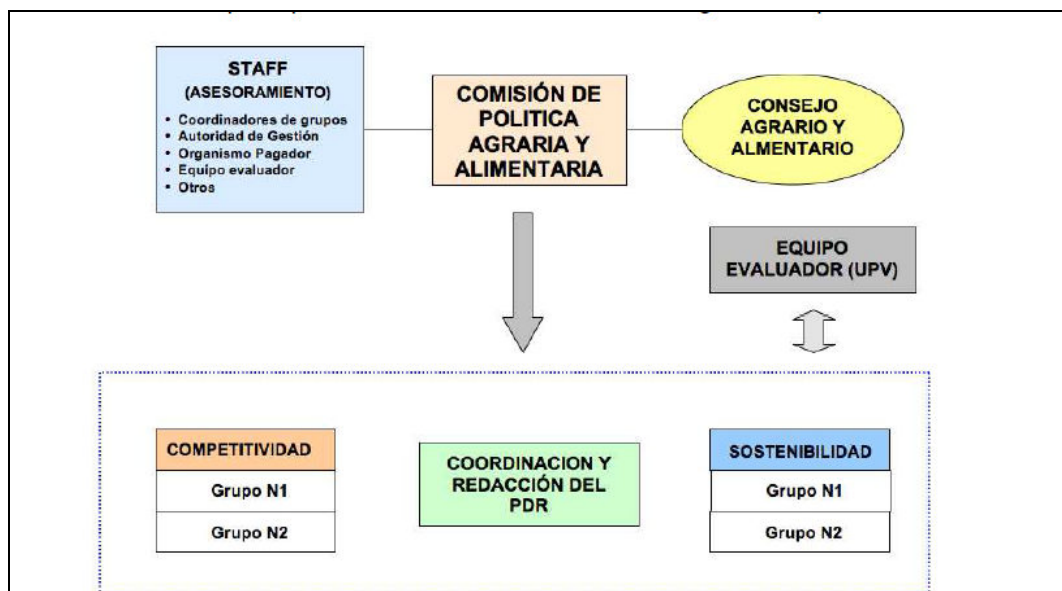 STAFF
(ASESORAMIENTO)
• Coordinadores de grupos
• Autoridad de Gestión
• Organismo Pagador
• Equipo evaluador
• Otros
COMISIÓN DE
POLITICA
AGRARIA Y
ALIMENTARIA
CONSEJO
AGRARIO Y
ALMENTARIO
EQUIPO
EVALUADOR (UPV)
COMPETITIVIDAD
Grupo N1
Grupo N2
COORDINACION Y
REDACCIÓN DEL
PDR
SOSTENIBILIDAD
Grupo N1
Grupo N2